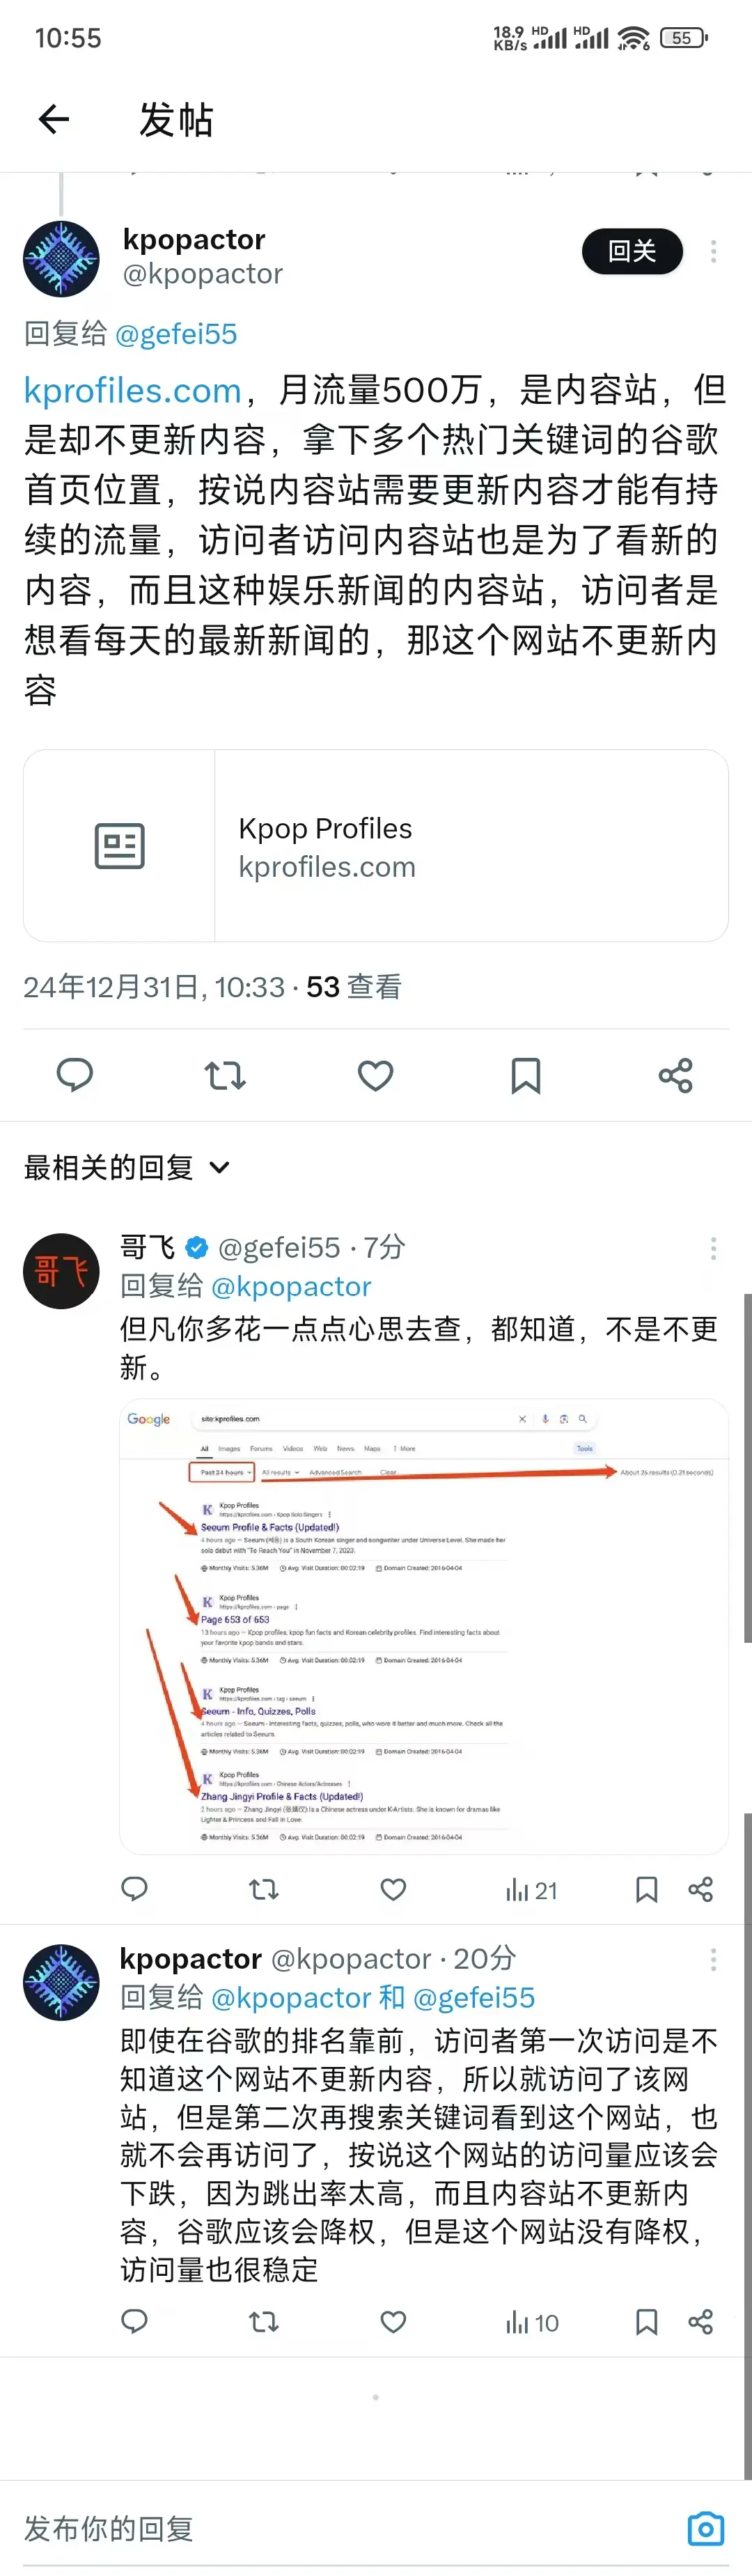 10:55
18.9 KB/s HD HD 6 55
发帖
kpopactor
@kpopactor
回关
回复给 @gefei55
kprofiles.com，月流量500万，是内容站，但
是却不更新内容，拿下多个热门关键词的谷歌
首页位置，按说内容站需要更新内容才能有持
续的流量，访问者访问内容站也是为了看新的
内容，而且这种娱乐新闻的内容站，访问者是
想看每天的最新新闻的，那这个网站不更新内
容
Kpop Profiles
kprofiles.com
24年12月31日, 10:33 · 53 查看
最相关的回复
哥飞
哥飞 @gefei55 · 7分
回复给 @kpopactor
但凡你多花一点点心思去查，都知道，不是不更
新。
Google
site:kprofiles.com
All Images Forums Videos Web News Maps More Tools
Past 24 hours All results Advanced Search Clear About 26 results (0.21 seconds)
K Kpop Profiles
https://kprofiles.com › Kpop Solo Singers
Seeum Profile & Facts (Updated!)
4 hours ago — Seeum (세움) is a South Korean singer and songwriter under Universe Level. She made her
solo debut with "To Reach You" in November 7, 2023.
Monthly Visits: 5.36M Avg. Visit Duration: 00:02:19 Domain Created: 2016-04-04
K Kpop Profiles
https://kprofiles.com › page
Page 653 of 653
13 hours ago — Kpop profiles, kpop fun facts and Korean celebrity profiles. Find interesting facts about
your favorite kpop bands and stars.
Monthly Visits: 5.36M Avg. Visit Duration: 00:02:19 Domain Created: 2016-04-04
K Kpop Profiles
https://kprofiles.com › tag › seeum
Seeum - Info, Quizzes, Polls
4 hours ago — Seeum - Interesting facts, quizzes, polls, who wore it better and much more. Check all the
articles related to Seeum.
Monthly Visits: 5.36M Avg. Visit Duration: 00:02:19 Domain Created: 2016-04-04
K Kpop Profiles
https://kprofiles.com › Chinese Actors/Actresses
Zhang Jingyi Profile & Facts (Updated!)
2 hours ago — Zhang Jingyi (张婧仪) is a Chinese actress under K-Artists. She is known for dramas like
Lighter & Princess and Fall in Love.
Monthly Visits: 5.36M Avg. Visit Duration: 00:02:19 Domain Created: 2016-04-04
21
kpopactor @kpopactor · 20分
回复给 @kpopactor 和 @gefei55
即使在谷歌的排名靠前，访问者第一次访问是不
知道这个网站不更新内容，所以就访问了该网
站，但是第二次再搜索关键词看到这个网站，也
就不会再访问了，按说这个网站的访问量应该会
下跌，因为跳出率太高，而且内容站不更新内
容，谷歌应该会降权，但是这个网站没有降权，
访问量也很稳定
10
发布你的回复